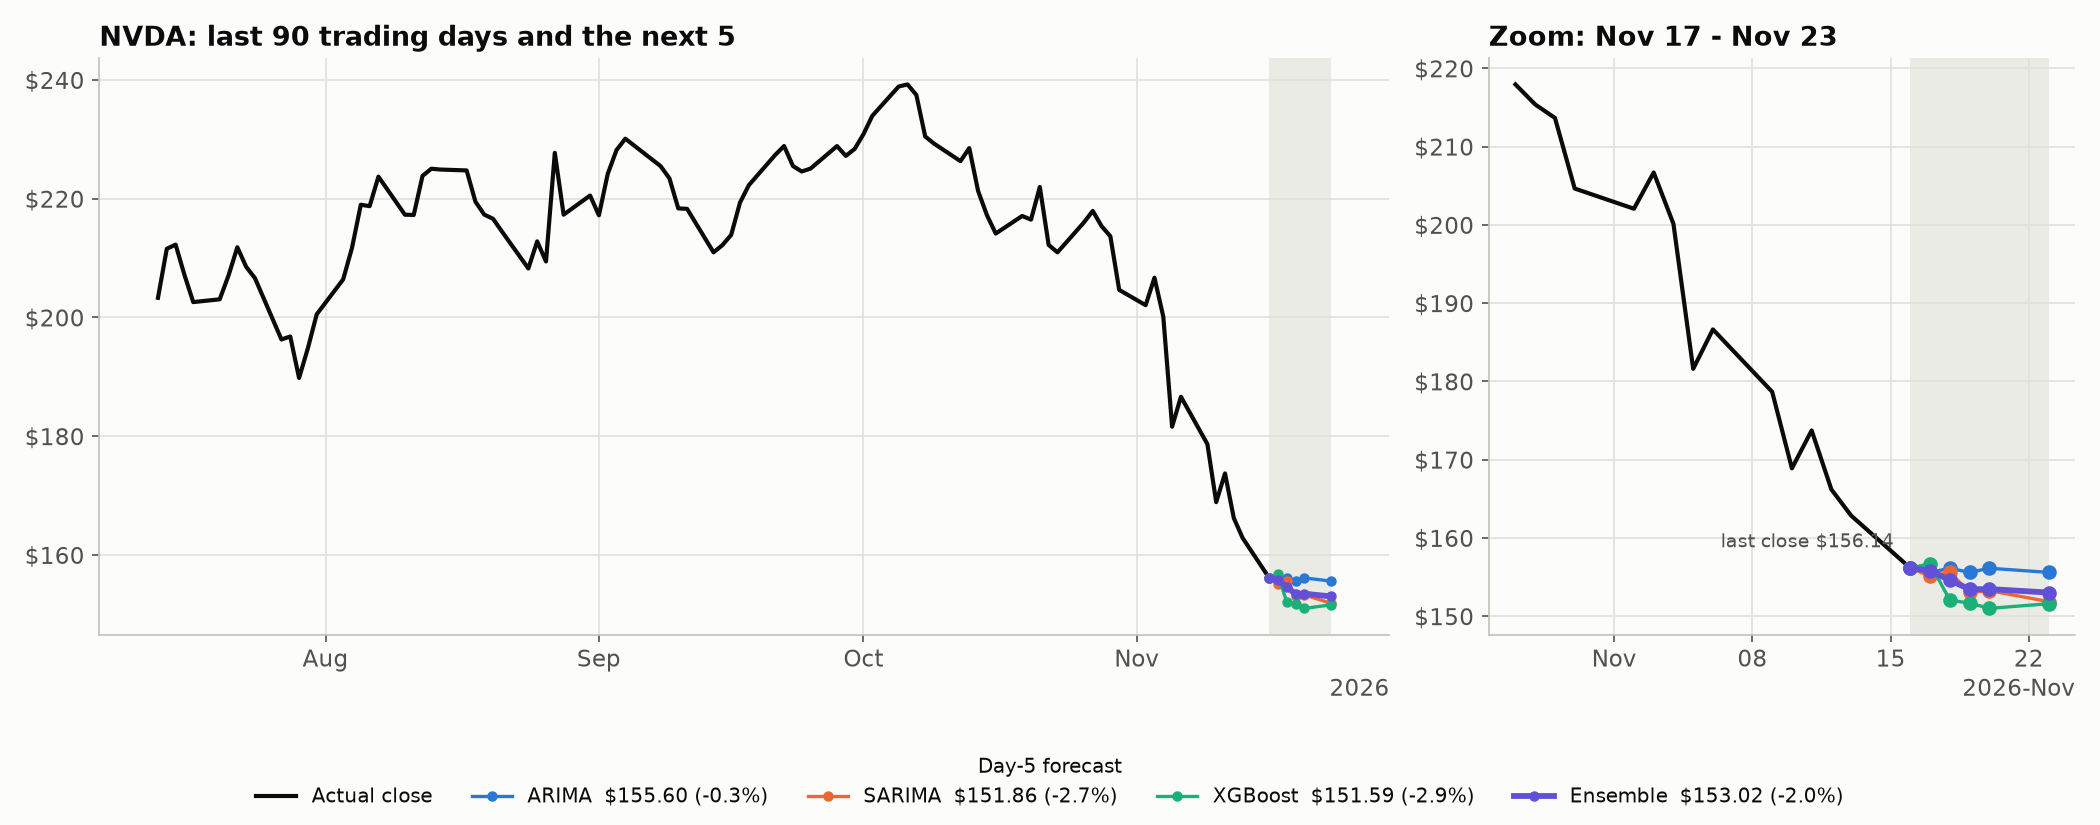 NVDA: last 90 trading days and the next 5
$240
$220
$200
$180
$160
Aug
Sep
Oct
Nov
2026
Zoom: Nov 17 - Nov 23
$220
$210
$200
$190
$180
$170
$160
$150
last close $156.14
Nov
08
15
22
2026-Nov
Day-5 forecast
Actual close
ARIMA $155.60 (-0.3%)
SARIMA $151.86 (-2.7%)
XGBoost $151.59 (-2.9%)
Ensemble $153.02 (-2.0%)